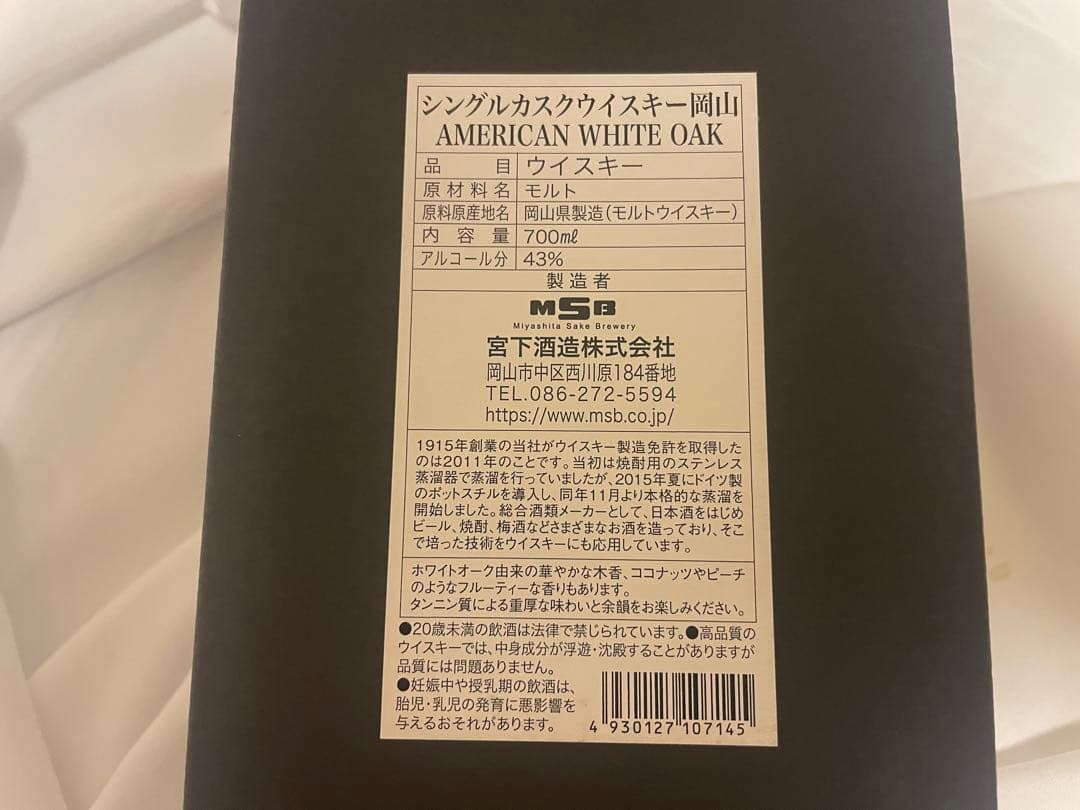 シングルカスクウイスキー岡山
AMERICAN WHITE OAK
品目 ウイスキー
原材料名 モルト
原料原産地名 岡山県製造(モルトウイスキー)
内容量 700㎖
アルコール分 43%
製造者
MSB
Miyashita Sake Brewery
宮下酒造株式会社
岡山市中区西川原184番地
TEL.086-272-5594
https://www.msb.co.jp/
1915年創業の当社がウイスキー製造免許を取得した
のは2011年のことです。当初は焼酎用のステンレス
蒸溜器で蒸溜を行っていましたが、2015年夏にドイツ製
のポットスチルを導入し、同年11月より本格的な蒸溜を
開始しました。総合酒類メーカーとして、日本酒をはじめ
ビール、焼酎、梅酒などさまざまなお酒を造っており、そこ
で培った技術をウイスキーにも応用しています。
ホワイトオーク由来の華やかな木香、ココナッツやピーチ
のようなフルーティーな香りもあります。
タンニン質による重厚な味わいと余韻をお楽しみください。
●20歳未満の飲酒は法律で禁じられています。●高品質の
ウイスキーでは、中身成分が浮遊・沈殿することがありますが
品質には問題ありません。
●妊娠中や授乳期の飲酒は、
胎児・乳児の発育に悪影響を
与えるおそれがあります。
4 930127 107145